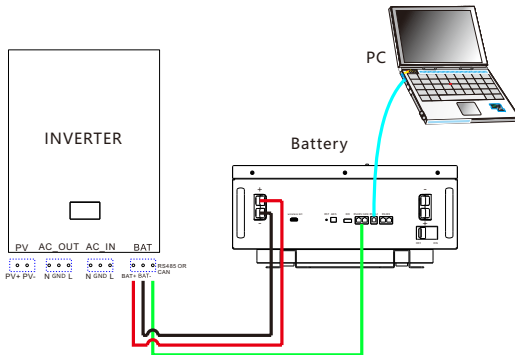 PC
INVERTER
Battery
PV AC_OUT AC_IN BAT
RS485 OR
CAN
PV+ PV- N GND L N GND L BAT+ BAT-
+
-
-
+